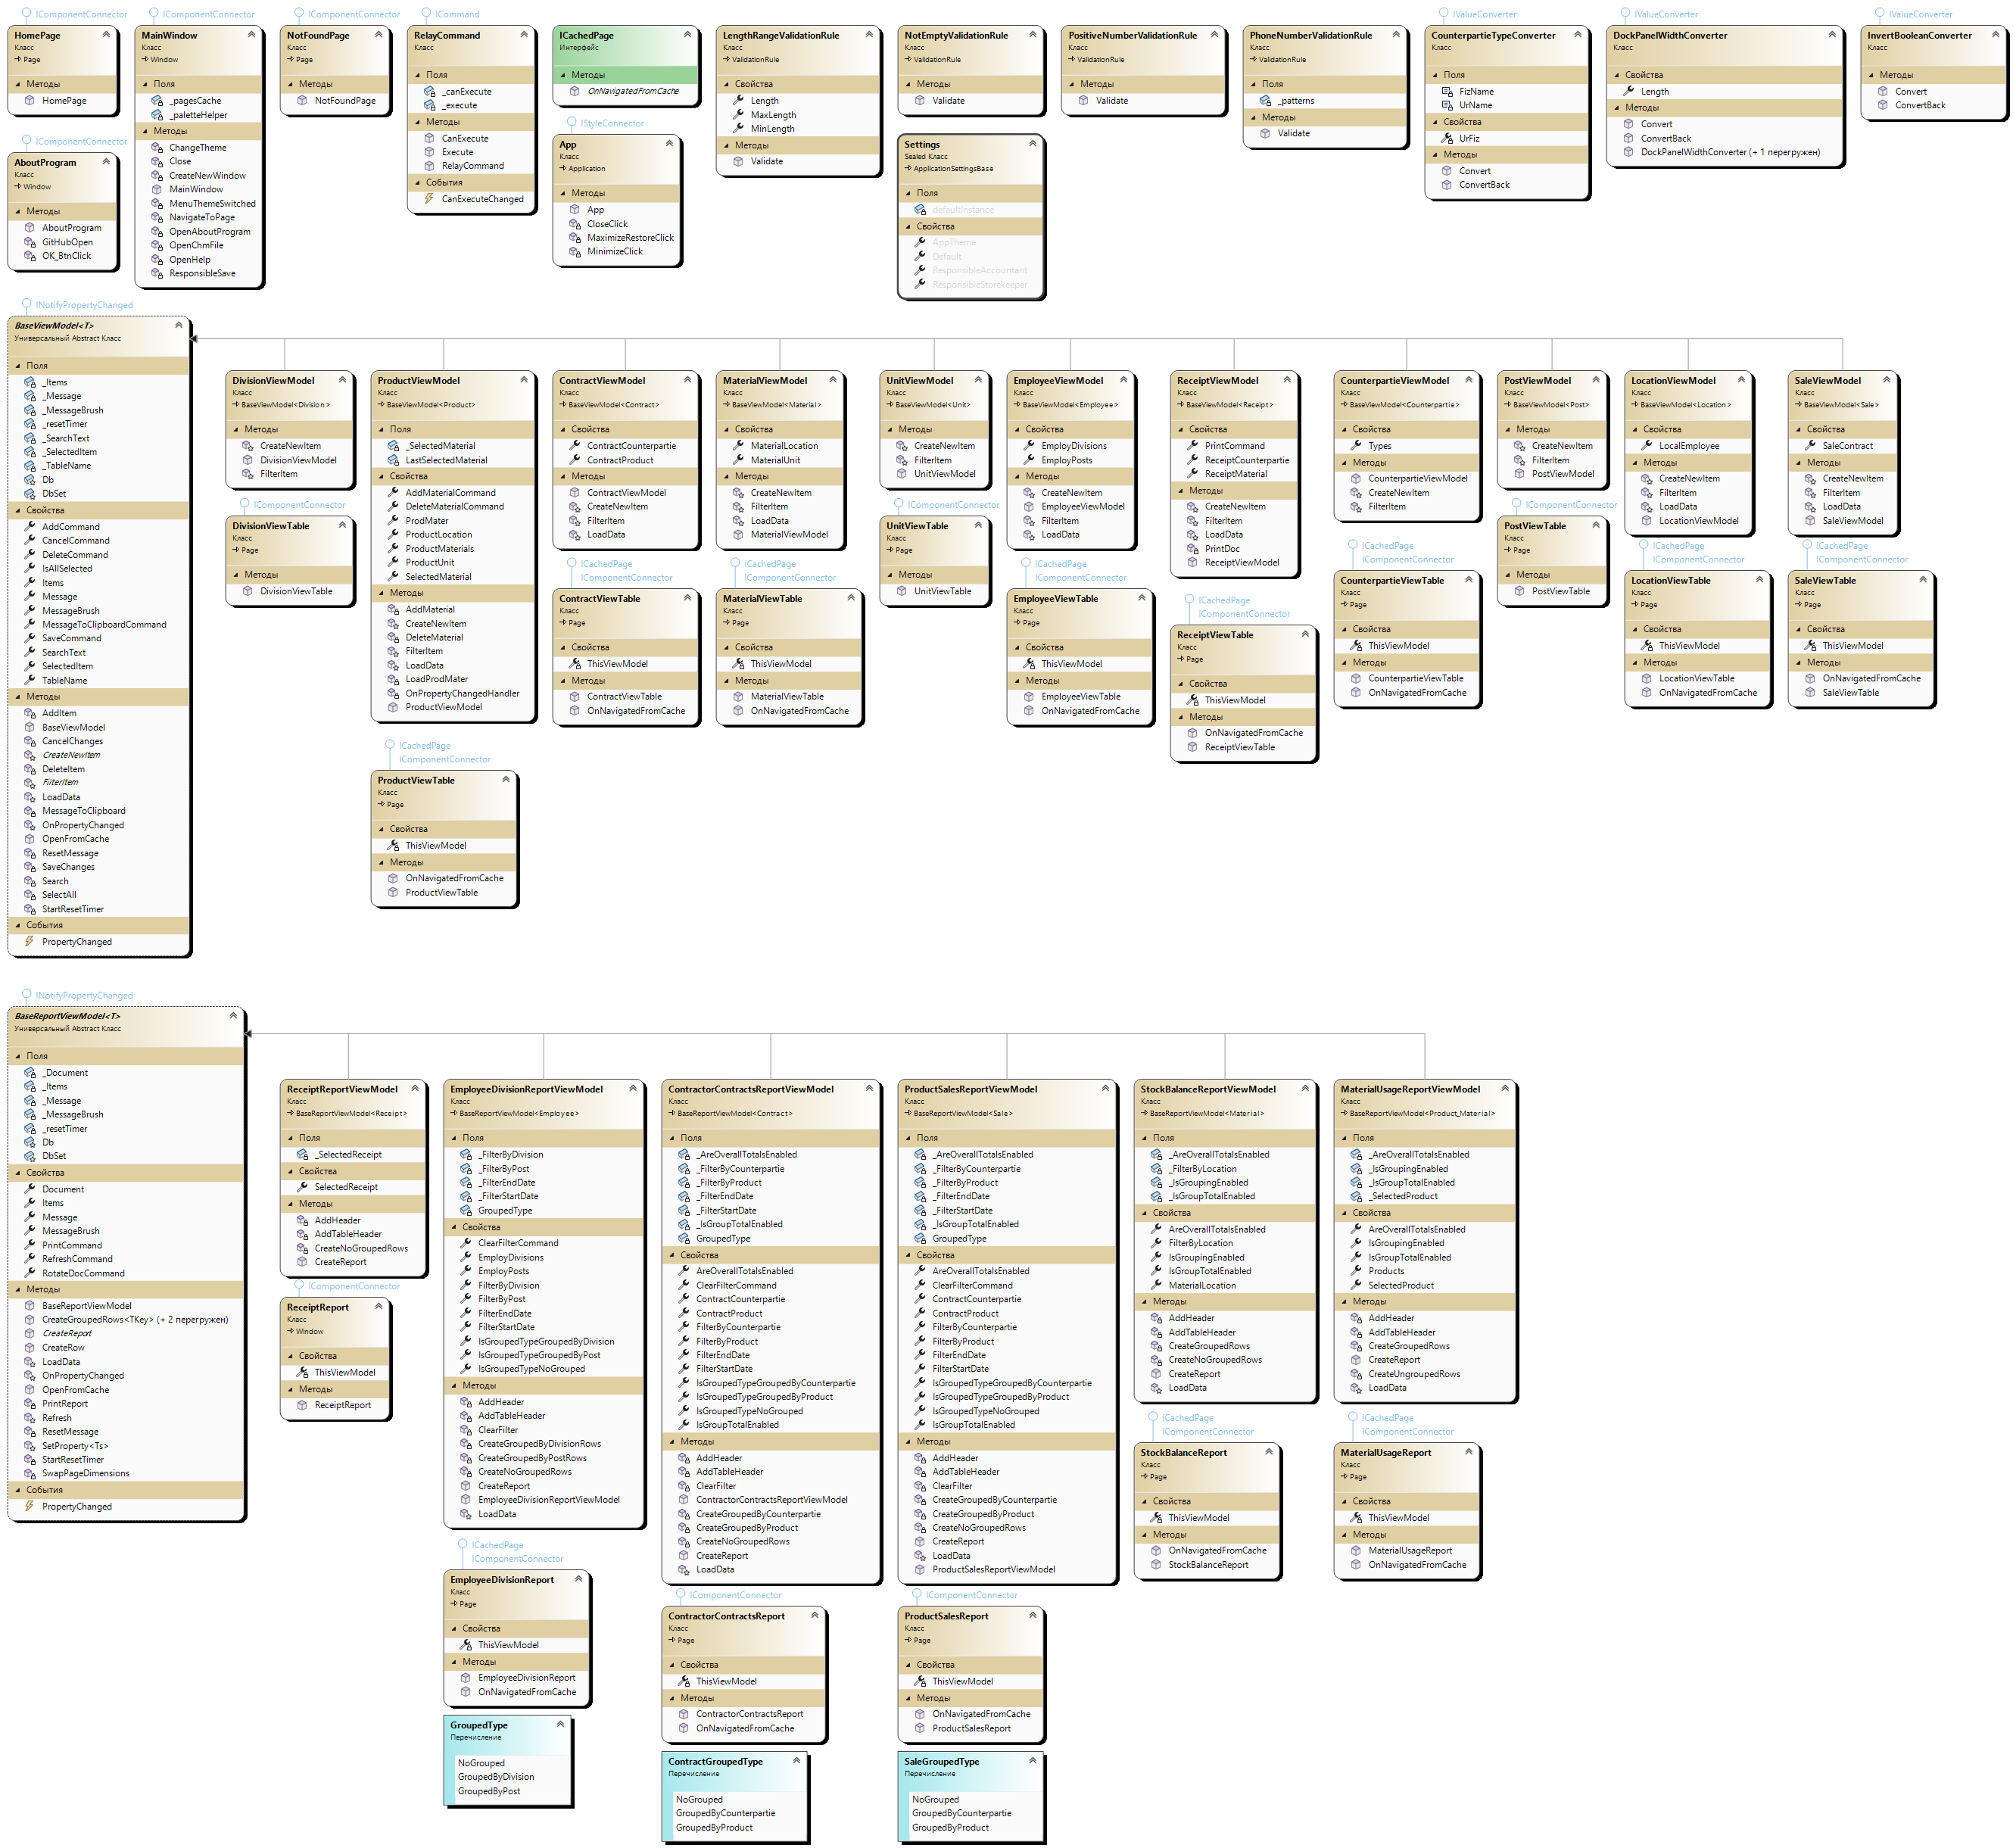 IComponentConnector
HomePage
Класс
Page
Методы
HomePage
IComponentConnector
MainWindow
Класс
Window
Поля
_pagesCache
_paletteHelper
Методы
ChangeTheme
Close
CreateNewWindow
MainWindow
MenuThemeSwitched
NavigateToPage
OpenAboutProgram
OpenChmFile
OpenHelp
ResponsibleSave
IComponentConnector
NotFoundPage
Класс
Page
Методы
NotFoundPage
ICommand
RelayCommand
Класс
Поля
_canExecute
_execute
Методы
CanExecute
Execute
RelayCommand
События
CanExecuteChanged
ICachedPage
Интерфейс
Методы
OnNavigatedFromCache
LengthRangeValidationRule
Класс
ValidationRule
Свойства
Length
MaxLength
MinLength
Методы
Validate
NotEmptyValidationRule
Класс
ValidationRule
Методы
Validate
PositiveNumberValidationRule
Класс
ValidationRule
Методы
Validate
PhoneNumberValidationRule
Класс
ValidationRule
Поля
_patterns
Методы
Validate
IValueConverter
CounterpartieTypeConverter
Класс
Поля
FizName
UrName
Свойства
UrFiz
Методы
Convert
ConvertBack
IValueConverter
DockPanelWidthConverter
Класс
Свойства
Length
Методы
Convert
ConvertBack
DockPanelWidthConverter (+ 1 перегружен)
IValueConverter
InvertBooleanConverter
Класс
Методы
Convert
ConvertBack
IComponentConnector
AboutProgram
Класс
Window
Методы
AboutProgram
GitHubOpen
OK_BtnClick
IStyleConnector
App
Класс
Application
Методы
App
CloseClick
MaximizeRestoreClick
MinimizeClick
Settings
Sealed Класс
ApplicationSettingsBase
Поля
defaultInstance
Свойства
AppTheme
Default
ResponsibleAccountant
ResponsibleStorekeeper
INotifyPropertyChanged
BaseViewModel<T>
Универсальный Abstract Класс
Поля
_Items
_Message
_MessageBrush
_resetTimer
_SearchText
_SelectedItem
_TableName
Db
DbSet
Свойства
AddCommand
CancelCommand
DeleteCommand
IsAllSelected
Items
Message
MessageBrush
MessageToClipboardCommand
SaveCommand
SearchText
SelectedItem
TableName
Методы
AddItem
BaseViewModel
CancelChanges
CreateNewItem
DeleteItem
FilterItem
LoadData
MessageToClipboard
OnPropertyChanged
OpenFromCache
ResetMessage
SaveChanges
Search
SelectAll
StartResetTimer
События
PropertyChanged
DivisionViewModel
Класс
BaseViewModel<Division>
Методы
CreateNewItem
DivisionViewModel
FilterItem
IComponentConnector
DivisionViewTable
Класс
Page
Методы
DivisionViewTable
ProductViewModel
Класс
BaseViewModel<Product>
Поля
_SelectedMaterial
LastSelectedMaterial
Свойства
AddMaterialCommand
DeleteMaterialCommand
ProdMater
ProductLocation
ProductMaterials
ProductUnit
SelectedMaterial
Методы
AddMaterial
CreateNewItem
DeleteMaterial
FilterItem
LoadData
LoadProdMater
OnPropertyChangedHandler
ProductViewModel
ICachedPage
IComponentConnector
ProductViewTable
Класс
Page
Свойства
ThisViewModel
Методы
OnNavigatedFromCache
ProductViewTable
ContractViewModel
Класс
BaseViewModel<Contract>
Свойства
ContractCounterpartie
ContractProduct
Методы
ContractViewModel
CreateNewItem
FilterItem
LoadData
ICachedPage
IComponentConnector
ContractViewTable
Класс
Page
Свойства
ThisViewModel
Методы
ContractViewTable
OnNavigatedFromCache
MaterialViewModel
Класс
BaseViewModel<Material>
Свойства
MaterialLocation
MaterialUnit
Методы
CreateNewItem
FilterItem
LoadData
MaterialViewModel
ICachedPage
IComponentConnector
MaterialViewTable
Класс
Page
Свойства
ThisViewModel
Методы
MaterialViewTable
OnNavigatedFromCache
UnitViewModel
Класс
BaseViewModel<Unit>
Методы
CreateNewItem
FilterItem
UnitViewModel
IComponentConnector
UnitViewTable
Класс
Page
Методы
UnitViewTable
EmployeeViewModel
Класс
BaseViewModel<Employee>
Свойства
EmployDivisions
EmployPosts
Методы
CreateNewItem
EmployeeViewModel
FilterItem
LoadData
ICachedPage
IComponentConnector
EmployeeViewTable
Класс
Page
Свойства
ThisViewModel
Методы
EmployeeViewTable
OnNavigatedFromCache
ReceiptViewModel
Класс
BaseViewModel<Receipt>
Свойства
PrintCommand
ReceiptCounterpartie
ReceiptMaterial
Методы
CreateNewItem
FilterItem
LoadData
PrintDoc
ReceiptViewModel
ICachedPage
IComponentConnector
ReceiptViewTable
Класс
Page
Свойства
ThisViewModel
Методы
OnNavigatedFromCache
ReceiptViewTable
CounterpartieViewModel
Класс
BaseViewModel<Counterpartie>
Свойства
Types
Методы
CounterpartieViewModel
CreateNewItem
FilterItem
ICachedPage
IComponentConnector
CounterpartieViewTable
Класс
Page
Свойства
ThisViewModel
Методы
CounterpartieViewTable
OnNavigatedFromCache
PostViewModel
Класс
BaseViewModel<Post>
Методы
CreateNewItem
FilterItem
PostViewModel
IComponentConnector
PostViewTable
Класс
Page
Методы
PostViewTable
LocationViewModel
Класс
BaseViewModel<Location>
Свойства
LocalEmployee
Методы
CreateNewItem
FilterItem
LoadData
LocationViewModel
ICachedPage
IComponentConnector
LocationViewTable
Класс
Page
Свойства
ThisViewModel
Методы
LocationViewTable
OnNavigatedFromCache
SaleViewModel
Класс
BaseViewModel<Sale>
Свойства
SaleContract
Методы
CreateNewItem
FilterItem
LoadData
SaleViewModel
ICachedPage
IComponentConnector
SaleViewTable
Класс
Page
Свойства
ThisViewModel
Методы
OnNavigatedFromCache
SaleViewTable
INotifyPropertyChanged
BaseReportViewModel<T>
Универсальный Abstract Класс
Поля
_Document
_Items
_Message
_MessageBrush
_resetTimer
Db
DbSet
Свойства
Document
Items
Message
MessageBrush
PrintCommand
RefreshCommand
RotateDocCommand
Методы
BaseReportViewModel
CreateGroupedRows<TKey> (+ 2 перегружен)
CreateReport
CreateRow
LoadData
OnPropertyChanged
OpenFromCache
PrintReport
Refresh
ResetMessage
SetProperty<Ts>
StartResetTimer
SwapPageDimensions
События
PropertyChanged
ReceiptReportViewModel
Класс
BaseReportViewModel<Receipt>
Поля
_SelectedReceipt
Свойства
SelectedReceipt
Методы
AddHeader
AddTableHeader
CreateNoGroupedRows
CreateReport
IComponentConnector
ReceiptReport
Класс
Window
Свойства
ThisViewModel
Методы
ReceiptReport
EmployeeDivisionReportViewModel
Класс
BaseReportViewModel<Employee>
Поля
_FilterByDivision
_FilterByPost
_FilterEndDate
_FilterStartDate
GroupedType
Свойства
ClearFilterCommand
EmployDivisions
EmployPosts
FilterByDivision
FilterByPost
FilterEndDate
FilterStartDate
IsGroupedTypeGroupedByDivision
IsGroupedTypeGroupedByPost
IsGroupedTypeNoGrouped
Методы
AddHeader
AddTableHeader
ClearFilter
CreateGroupedByDivisionRows
CreateGroupedByPostRows
CreateNoGroupedRows
CreateReport
EmployeeDivisionReportViewModel
LoadData
ICachedPage
IComponentConnector
EmployeeDivisionReport
Класс
Page
Свойства
ThisViewModel
Методы
EmployeeDivisionReport
OnNavigatedFromCache
GroupedType
Перечисление
NoGrouped
GroupedByDivision
GroupedByPost
ContractorContractsReportViewModel
Класс
BaseReportViewModel<Contract>
Поля
_AreOverallTotalsEnabled
_FilterByCounterpartie
_FilterByProduct
_FilterEndDate
_FilterStartDate
_IsGroupTotalEnabled
GroupedType
Свойства
AreOverallTotalsEnabled
ClearFilterCommand
ContractCounterpartie
ContractProduct
FilterByCounterpartie
FilterByProduct
FilterEndDate
FilterStartDate
IsGroupedTypeGroupedByCounterpartie
IsGroupedTypeGroupedByProduct
IsGroupedTypeNoGrouped
IsGroupTotalEnabled
Методы
AddHeader
AddTableHeader
ClearFilter
ContractorContractsReportViewModel
CreateGroupedByCounterpartie
CreateGroupedByProduct
CreateNoGroupedRows
CreateReport
LoadData
IComponentConnector
ContractorContractsReport
Класс
Page
Свойства
ThisViewModel
Методы
ContractorContractsReport
OnNavigatedFromCache
ContractGroupedType
Перечисление
NoGrouped
GroupedByCounterpartie
GroupedByProduct
ProductSalesReportViewModel
Класс
BaseReportViewModel<Sale>
Поля
_AreOverallTotalsEnabled
_FilterByCounterpartie
_FilterByProduct
_FilterEndDate
_FilterStartDate
_IsGroupTotalEnabled
GroupedType
Свойства
AreOverallTotalsEnabled
ClearFilterCommand
ContractCounterpartie
ContractProduct
FilterByCounterpartie
FilterByProduct
FilterEndDate
FilterStartDate
IsGroupedTypeGroupedByCounterpartie
IsGroupedTypeGroupedByProduct
IsGroupedTypeNoGrouped
IsGroupTotalEnabled
Методы
AddHeader
AddTableHeader
ClearFilter
CreateGroupedByCounterpartie
CreateGroupedByProduct
CreateNoGroupedRows
CreateReport
LoadData
ProductSalesReportViewModel
IComponentConnector
ProductSalesReport
Класс
Page
Свойства
ThisViewModel
Методы
OnNavigatedFromCache
ProductSalesReport
SaleGroupedType
Перечисление
NoGrouped
GroupedByCounterpartie
GroupedByProduct
StockBalanceReportViewModel
Класс
BaseReportViewModel<Material>
Поля
_AreOverallTotalsEnabled
_FilterByLocation
_IsGroupingEnabled
_IsGroupTotalEnabled
Свойства
AreOverallTotalsEnabled
FilterByLocation
IsGroupingEnabled
IsGroupTotalEnabled
MaterialLocation
Методы
AddHeader
AddTableHeader
CreateGroupedRows
CreateNoGroupedRows
CreateReport
LoadData
ICachedPage
IComponentConnector
StockBalanceReport
Класс
Page
Свойства
ThisViewModel
Методы
OnNavigatedFromCache
StockBalanceReport
MaterialUsageReportViewModel
Класс
BaseReportViewModel<Product_Material>
Поля
_AreOverallTotalsEnabled
_IsGroupingEnabled
_IsGroupTotalEnabled
_SelectedProduct
Свойства
AreOverallTotalsEnabled
IsGroupingEnabled
IsGroupTotalEnabled
Products
SelectedProduct
Методы
AddHeader
AddTableHeader
CreateGroupedRows
CreateReport
CreateUngroupedRows
LoadData
ICachedPage
IComponentConnector
MaterialUsageReport
Класс
Page
Свойства
ThisViewModel
Методы
MaterialUsageReport
OnNavigatedFromCache